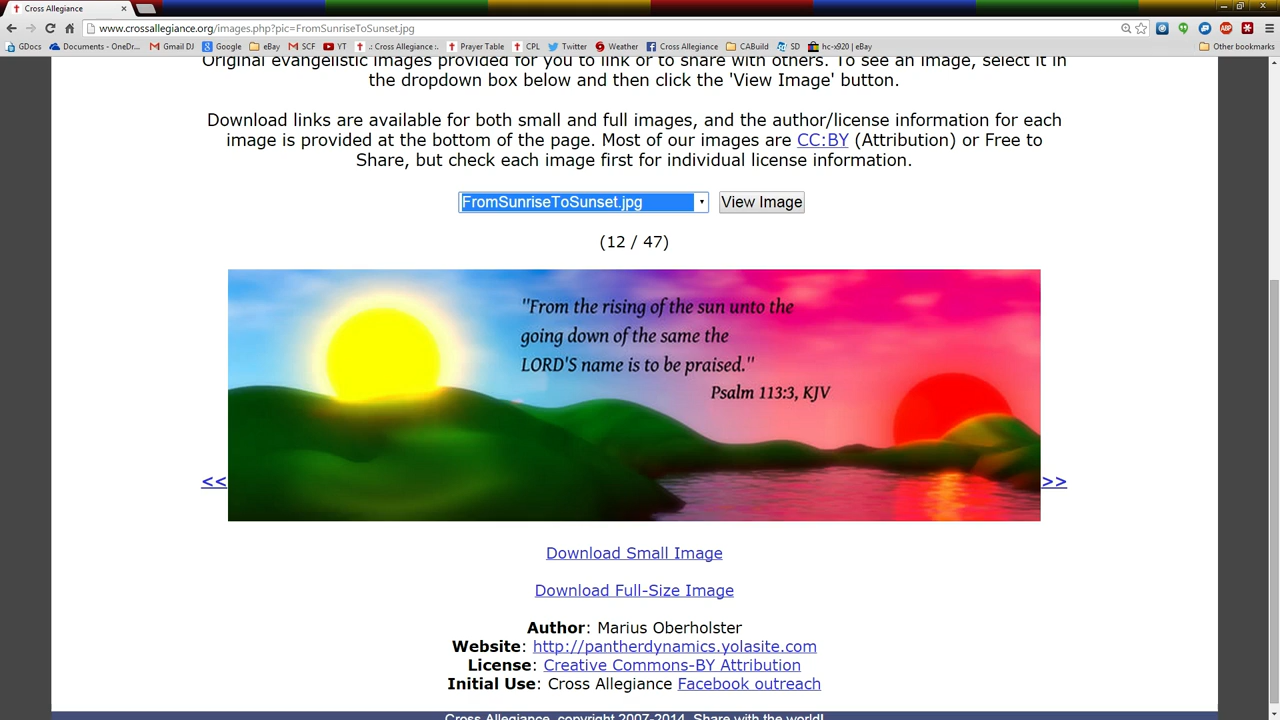 Cross Allegiance
www.crossallegiance.org/images.php?pic=FromSunriseToSunset.jpg
GDocs Documents - OneDr... Gmail DJ Google eBay SCF YT .: Cross Allegiance :. Prayer Table CPL Twitter Weather Cross Allegiance CABuild SD hc-x920 | eBay Other bookmarks
Original evangelistic images provided for you to link or to share with others. To see an image, select it in
the dropdown box below and then click the 'View Image' button.
Download links are available for both small and full images, and the author/license information for each
image is provided at the bottom of the page. Most of our images are CC:BY (Attribution) or Free to
Share, but check each image first for individual license information.
FromSunriseToSunset.jpg View Image
(12 / 47)
"From the rising of the sun unto the
going down of the same the
LORD'S name is to be praised."
Psalm 113:3, KJV
<< >>
Download Small Image
Download Full-Size Image
Author: Marius Oberholster
Website: http://pantherdynamics.yolasite.com
License: Creative Commons-BY Attribution
Initial Use: Cross Allegiance Facebook outreach
Cross Allegiance, copyright 2007-2014. Share with the world!